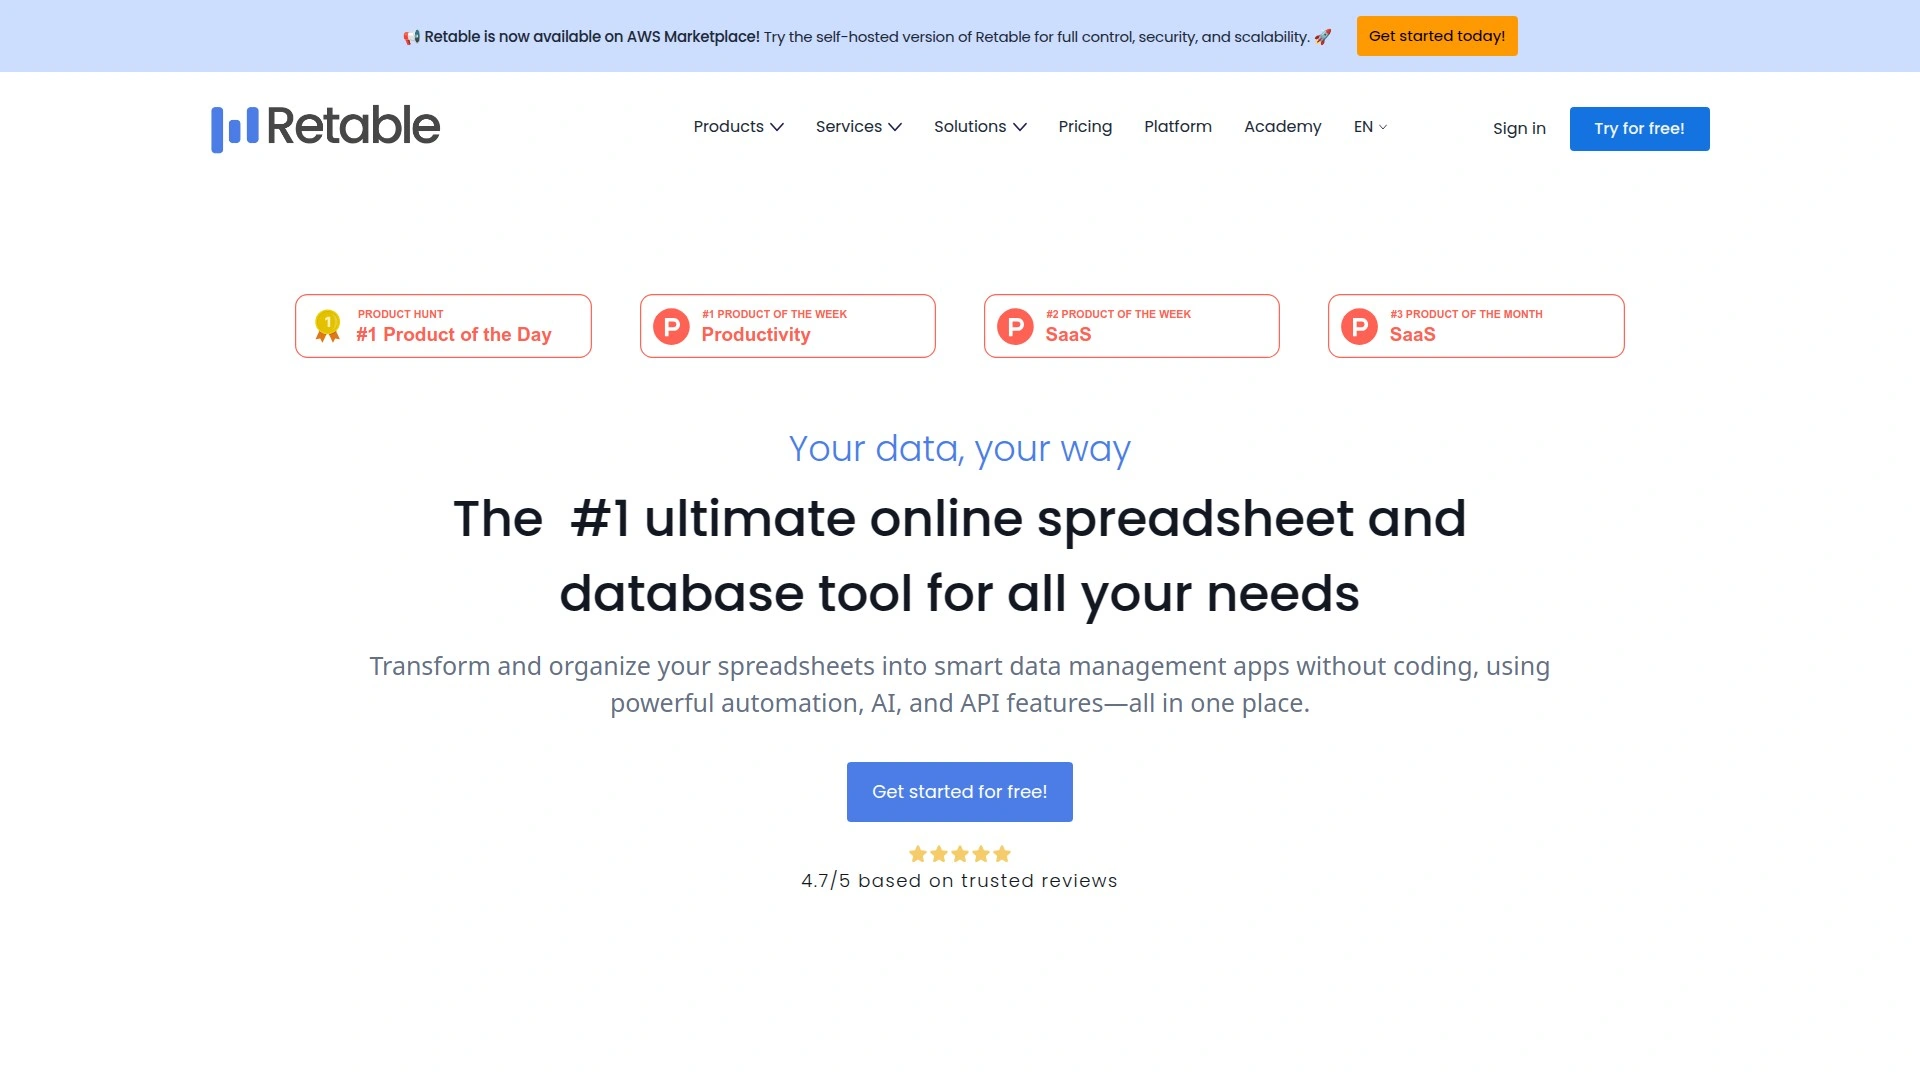 📢 Retable is now available on AWS Marketplace! Try the self-hosted version of Retable for full control, security, and scalability. 🚀 Get started today!
Retable Products Services Solutions Pricing Platform Academy EN Sign in Try for free!
PRODUCT HUNT
#1 Product of the Day
#1 PRODUCT OF THE WEEK
Productivity
#2 PRODUCT OF THE WEEK
SaaS
#3 PRODUCT OF THE MONTH
SaaS
Your data, your way
The #1 ultimate online spreadsheet and
database tool for all your needs
Transform and organize your spreadsheets into smart data management apps without coding, using
powerful automation, AI, and API features—all in one place.
Get started for free!
4.7/5 based on trusted reviews